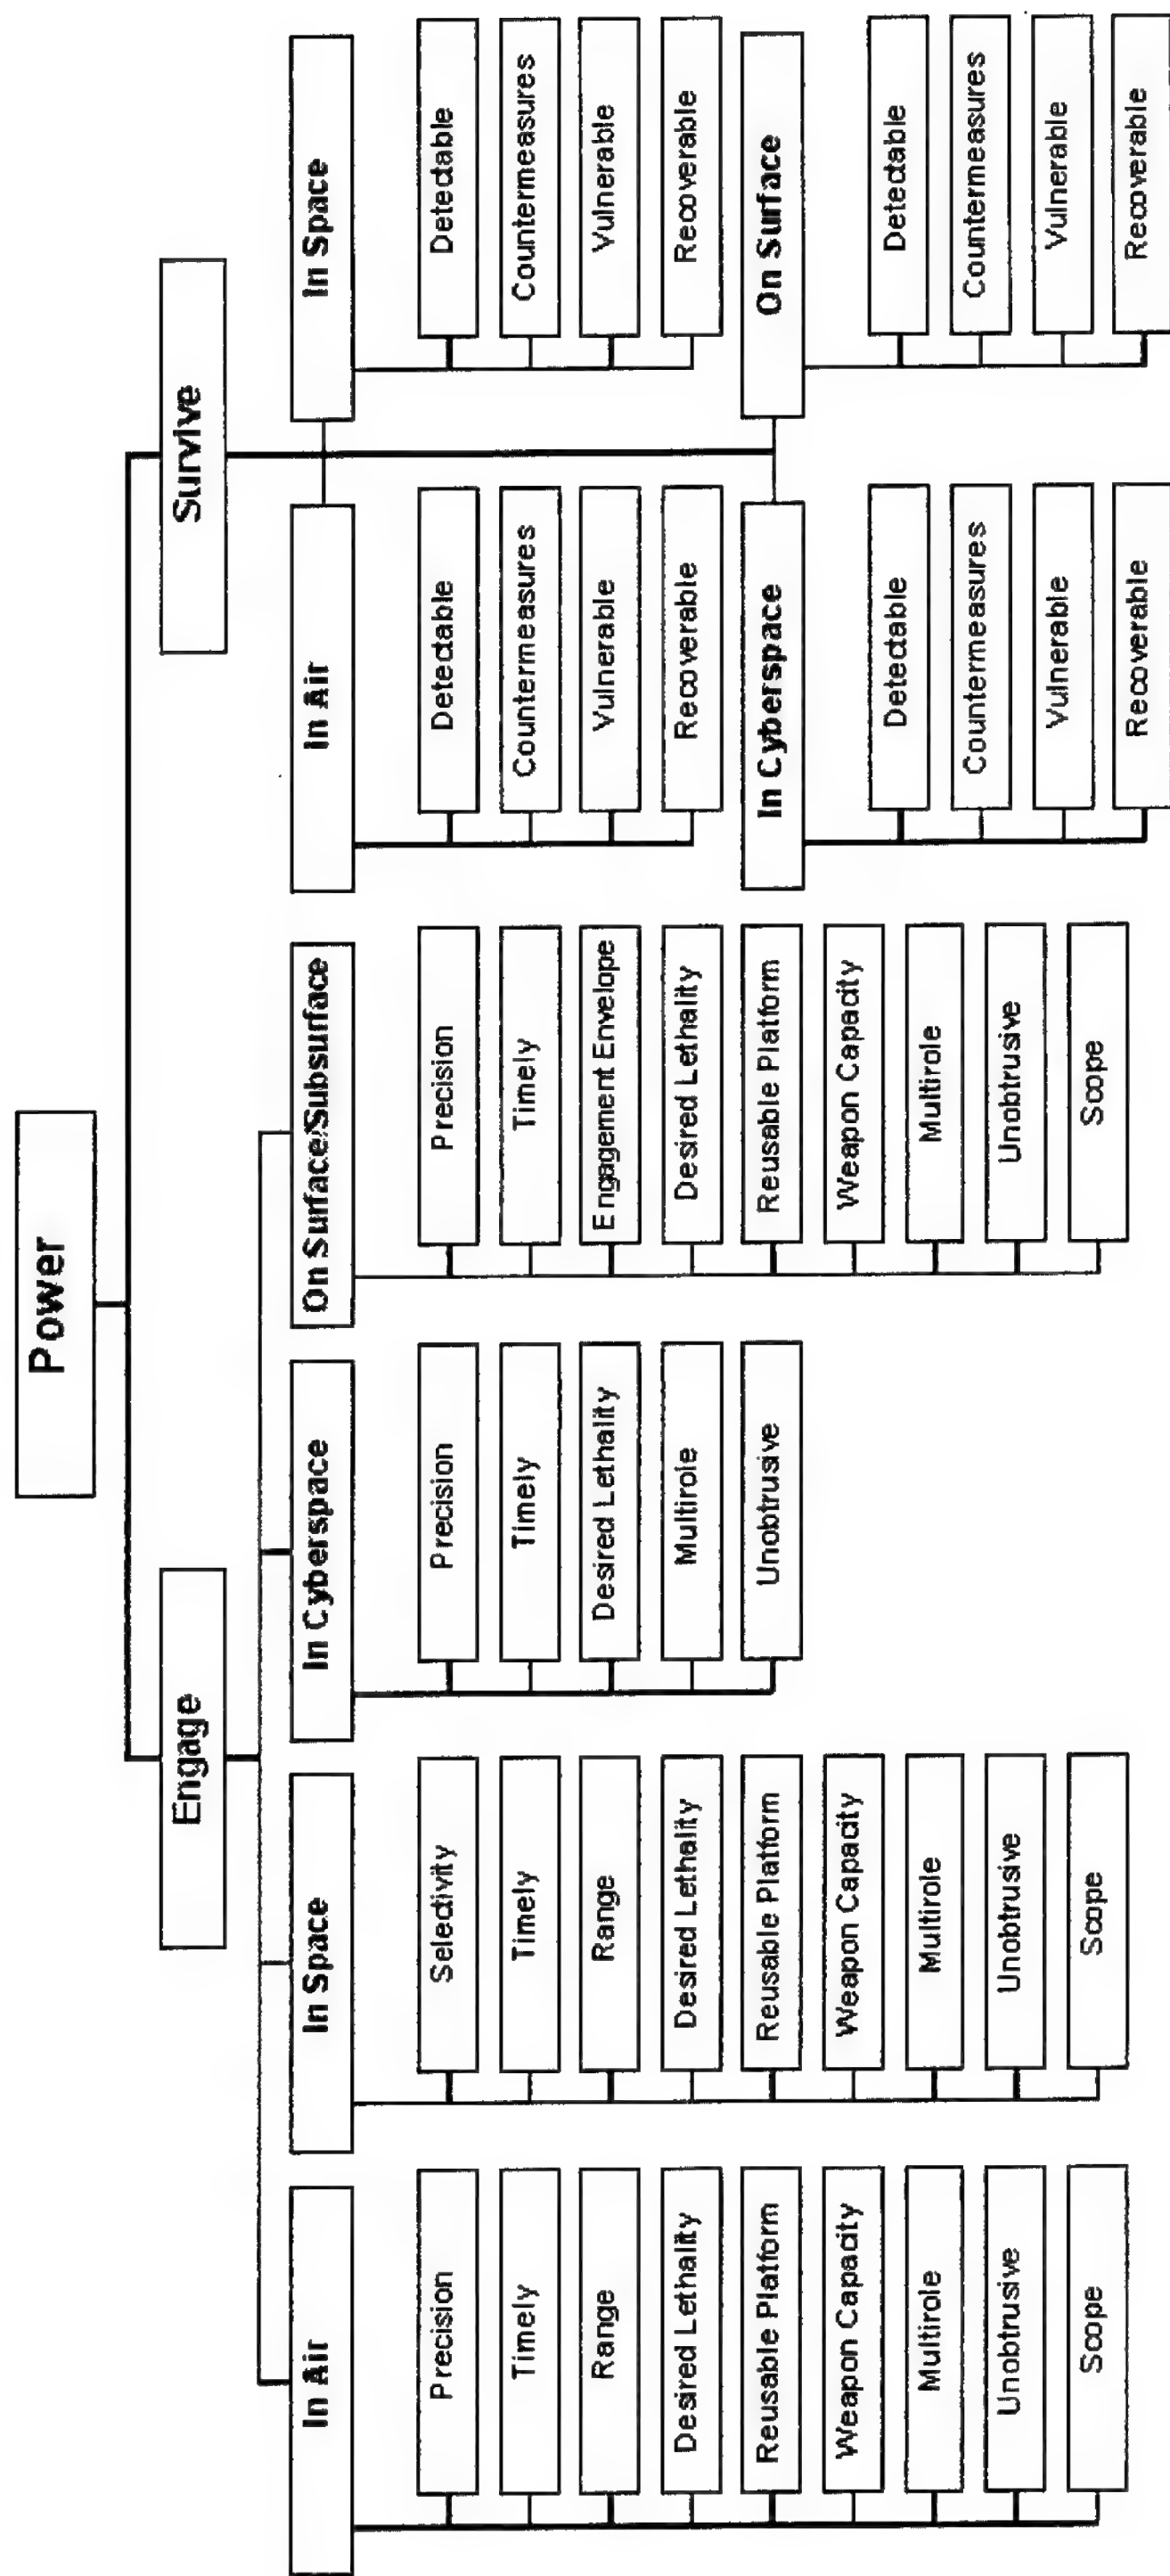 Power
Engage
Survive
In Air
Precision
Timely
Range
Desired Lethality
Reusable Platform
Weapon Capacity
Multirole
Unobtrusive
Scope
In Space
Selectivity
Timely
Range
Desired Lethality
Reusable Platform
Weapon Capacity
Multirole
Unobtrusive
Scope
In Cyberspace
Precision
Timely
Desired Lethality
Multirole
Unobtrusive
On Surface/Subsurface
Precision
Timely
Engagement Envelope
Desired Lethality
Reusable Platform
Weapon Capacity
Multirole
Unobtrusive
Scope
In Air
Detectable
Countermeasures
Vulnerable
Recoverable
In Space
Detectable
Countermeasures
Vulnerable
Recoverable
In Cyberspace
Detectable
Countermeasures
Vulnerable
Recoverable
On Surface
Detectable
Countermeasures
Vulnerable
Recoverable